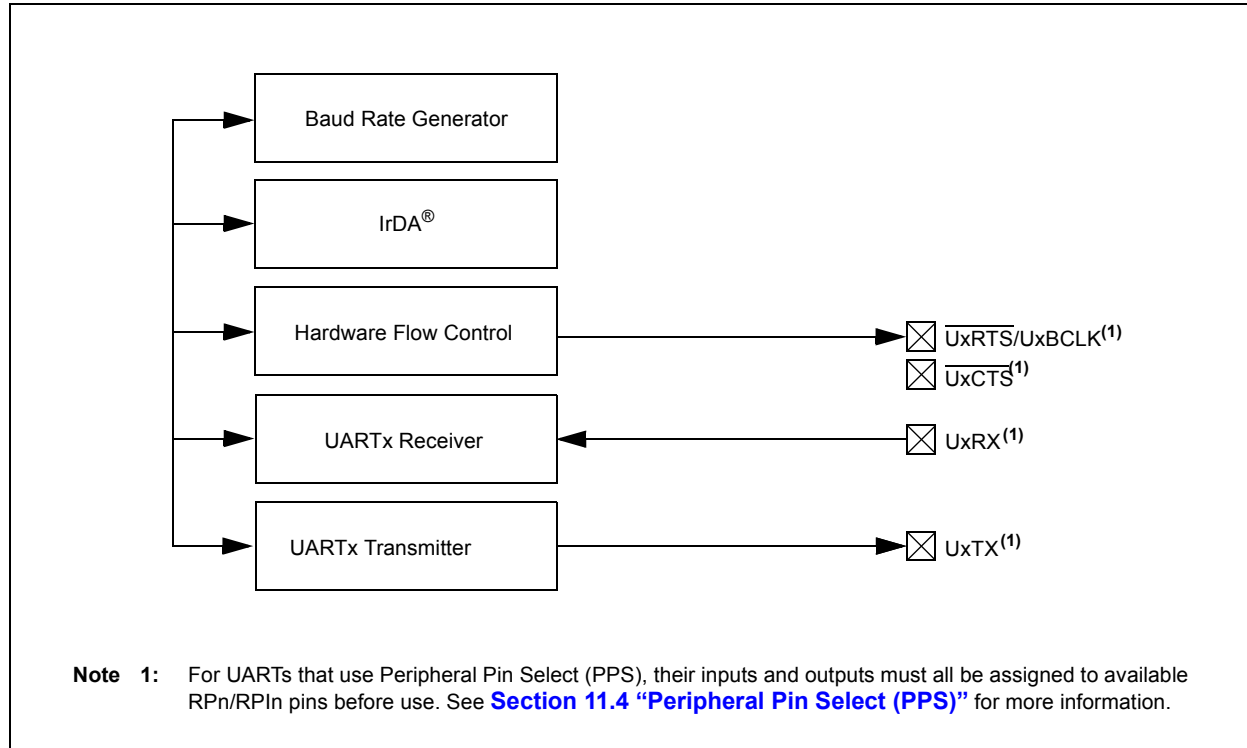 Baud Rate Generator
IrDA®
Hardware Flow Control
UxRTS/UxBCLK(1)
UxCTS(1)
UARTx Receiver
UxRX(1)
UARTx Transmitter
UxTX(1)
Note 1: For UARTs that use Peripheral Pin Select (PPS), their inputs and outputs must all be assigned to available
RPn/RPIn pins before use. See Section 11.4 “Peripheral Pin Select (PPS)” for more information.